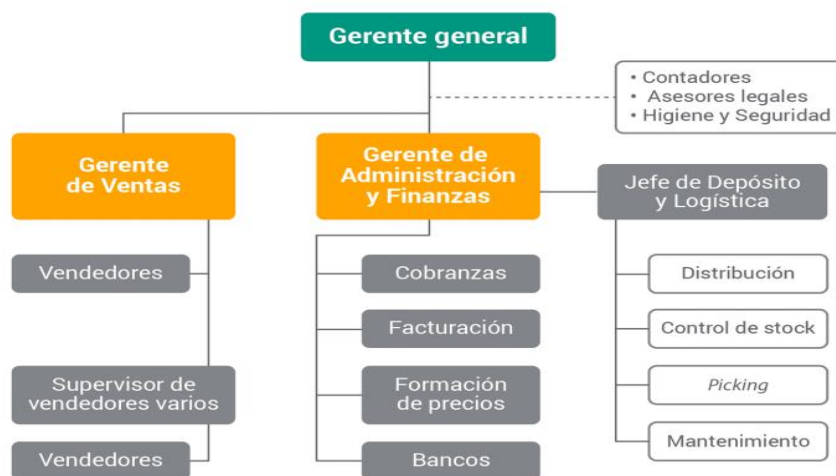 Gerente general
• Contadores
• Asesores legales
• Higiene y Seguridad
Gerente
de Ventas
Gerente de
Administración
y Finanzas
Jefe de Depósito
y Logística
Vendedores
Supervisor de
vendedores varios
Vendedores
Cobranzas
Facturación
Formación
de precios
Bancos
Distribución
Control de stock
Picking
Mantenimiento